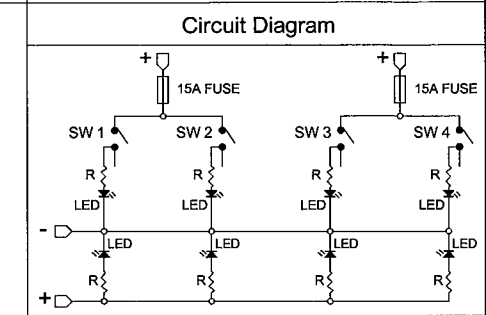 Circuit Diagram
+ +
15A FUSE 15A FUSE
SW 1 SW 2 SW 3 SW 4
R R R R
LED LED LED LED
-
LED LED LED LED
R R R R
+